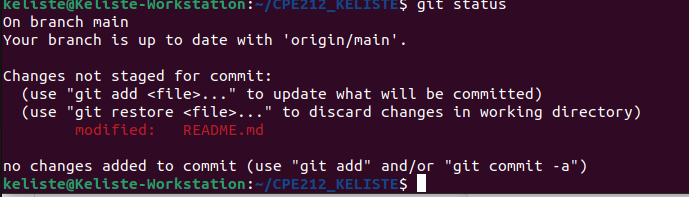 keliste@Keliste-Workstation:~/CPE212_KELISTE$ git status
On branch main
Your branch is up to date with 'origin/main'.
Changes not staged for commit:
  (use "git add <file>..." to update what will be committed)
  (use "git restore <file>..." to discard changes in working directory)
        modified:   README.md
no changes added to commit (use "git add" and/or "git commit -a")
keliste@Keliste-Workstation:~/CPE212_KELISTE$